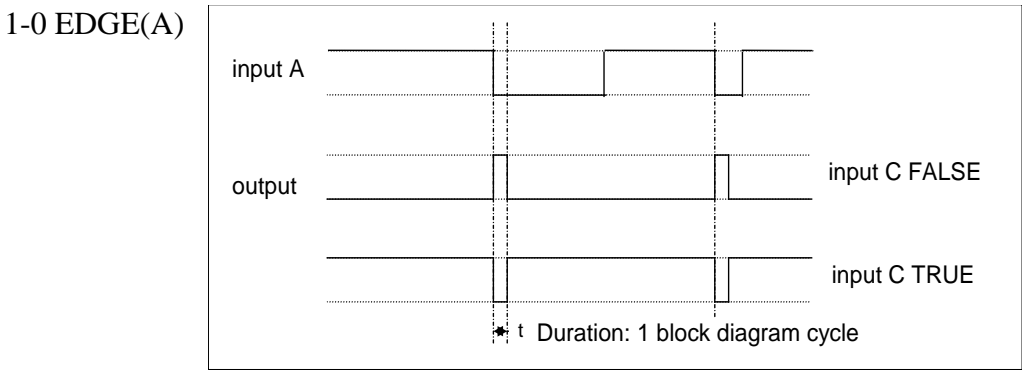 1-0 EDGE(A)
input A
input C FALSE
output
input C TRUE
t Duration: 1 block diagram cycle